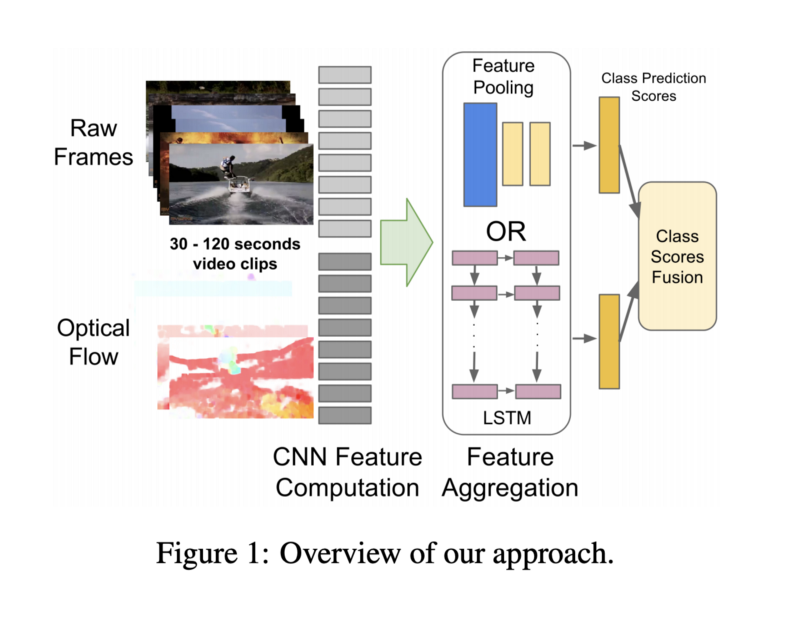 Raw
Frames
30 - 120 seconds
video clips
Optical
Flow
CNN Feature
Computation
Feature
Pooling
OR
LSTM
Feature
Aggregation
Class Prediction
Scores
Class
Scores
Fusion
Figure 1: Overview of our approach.